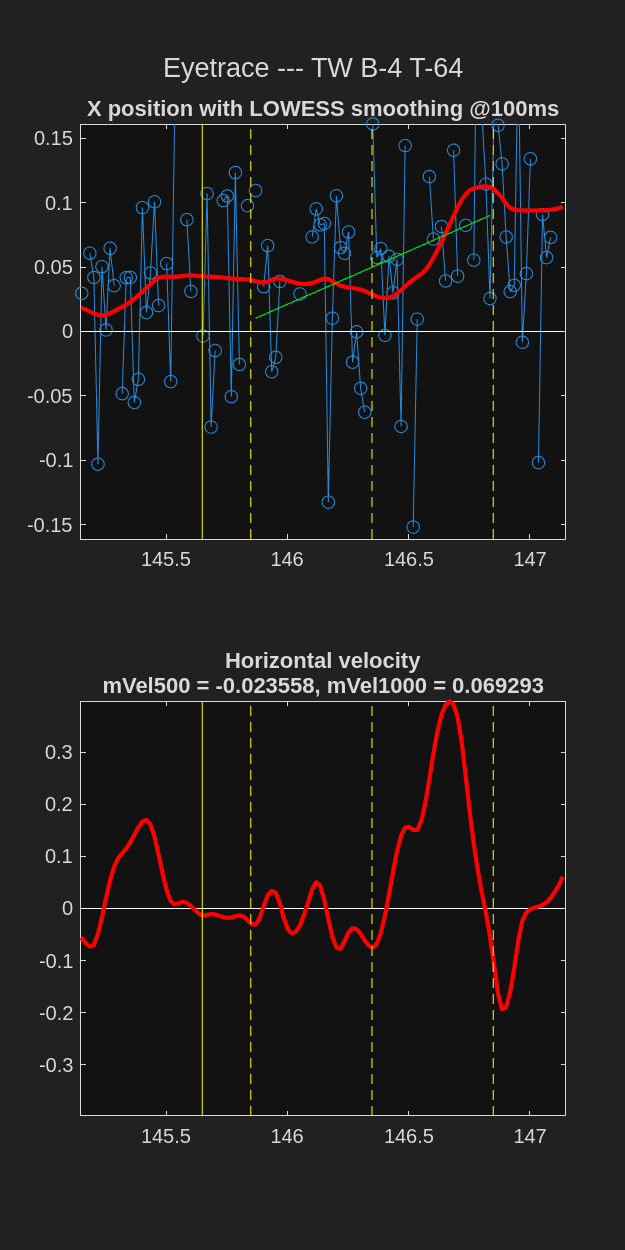 Eyetrace --- TW B-4 T-64
X position with LOWESS smoothing @100ms
0.15
0.1
0.05
0
-0.05
-0.1
-0.15
145.5 146 146.5 147
Horizontal velocity
mVel500 = -0.023558, mVel1000 = 0.069293
0.3
0.2
0.1
0
-0.1
-0.2
-0.3
145.5 146 146.5 147